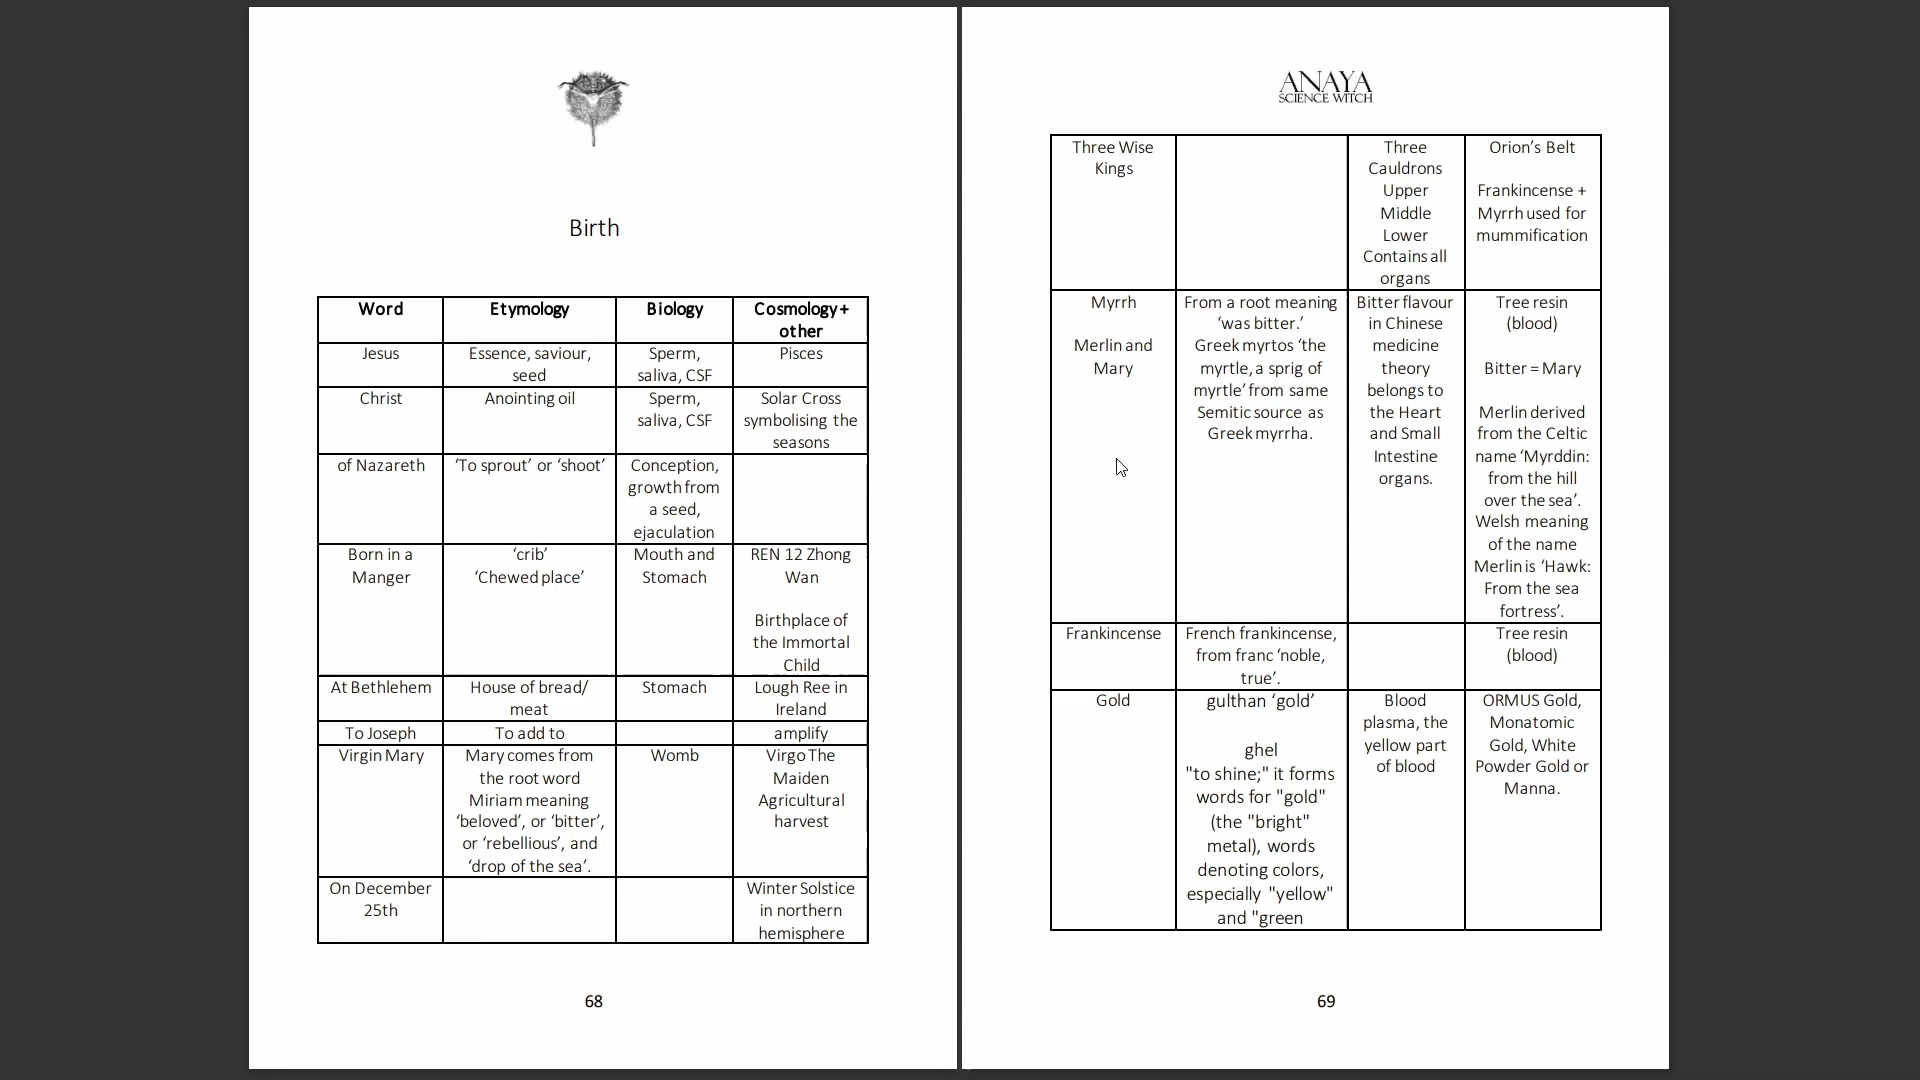 Birth
Word
Etymology
Biology
Cosmology +
other
Jesus
Essence, saviour,
seed
Sperm,
saliva, CSF
Pisces
Christ
Anointing oil
Sperm,
saliva, CSF
Solar Cross
symbolising the
seasons
of Nazareth
‘To sprout’ or ‘shoot’
Conception,
growth from
a seed,
ejaculation
Born in a
Manger
‘crib’
‘Chewed place’
Mouth and
Stomach
REN 12 Zhong
Wan
Birthplace of
the Immortal
Child
At Bethlehem
House of bread/
meat
Stomach
Lough Ree in
Ireland
To Joseph
To add to
amplify
Virgin Mary
Mary comes from
the root word
Miriam meaning
‘beloved’, or ‘bitter’,
or ‘rebellious’, and
‘drop of the sea’.
Womb
Virgo The
Maiden
Agricultural
harvest
On December
25th
Winter Solstice
in northern
hemisphere
68
ANAYA
SCIENCE WITCH
Three Wise
Kings
Three
Cauldrons
Upper
Middle
Lower
Contains all
organs
Orion’s Belt
Frankincense +
Myrrh used for
mummification
Myrrh
Merlin and
Mary
From a root meaning
‘was bitter.’
Greek myrtos ‘the
myrtle, a sprig of
myrtle’ from same
Semitic source as
Greek myrrha.
Bitter flavour
in Chinese
medicine
theory
belongs to
the Heart
and Small
Intestine
organs.
Tree resin
(blood)
Bitter = Mary
Merlin derived
from the Celtic
name ‘Myrddin:
from the hill
over the sea’.
Welsh meaning
of the name
Merlin is ‘Hawk:
From the sea
fortress’.
Frankincense
French frankincense,
from franc ‘noble,
true’.
Tree resin
(blood)
Gold
gulthan ‘gold’
ghel
"to shine;" it forms
words for "gold"
(the "bright"
metal), words
denoting colors,
especially "yellow"
and "green
Blood
plasma, the
yellow part
of blood
ORMUS Gold,
Monatomic
Gold, White
Powder Gold or
Manna.
69